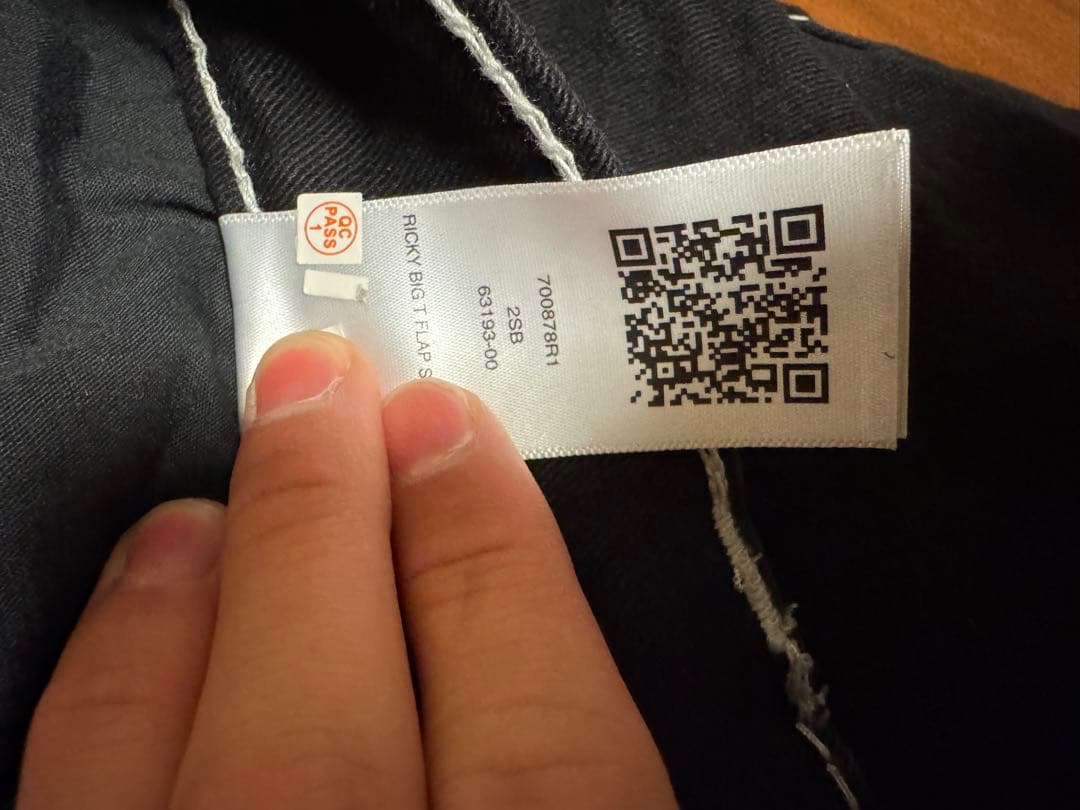 QC
PASS
1
RICKY BIG T FLAP S
63193-00
2SB
700878R1